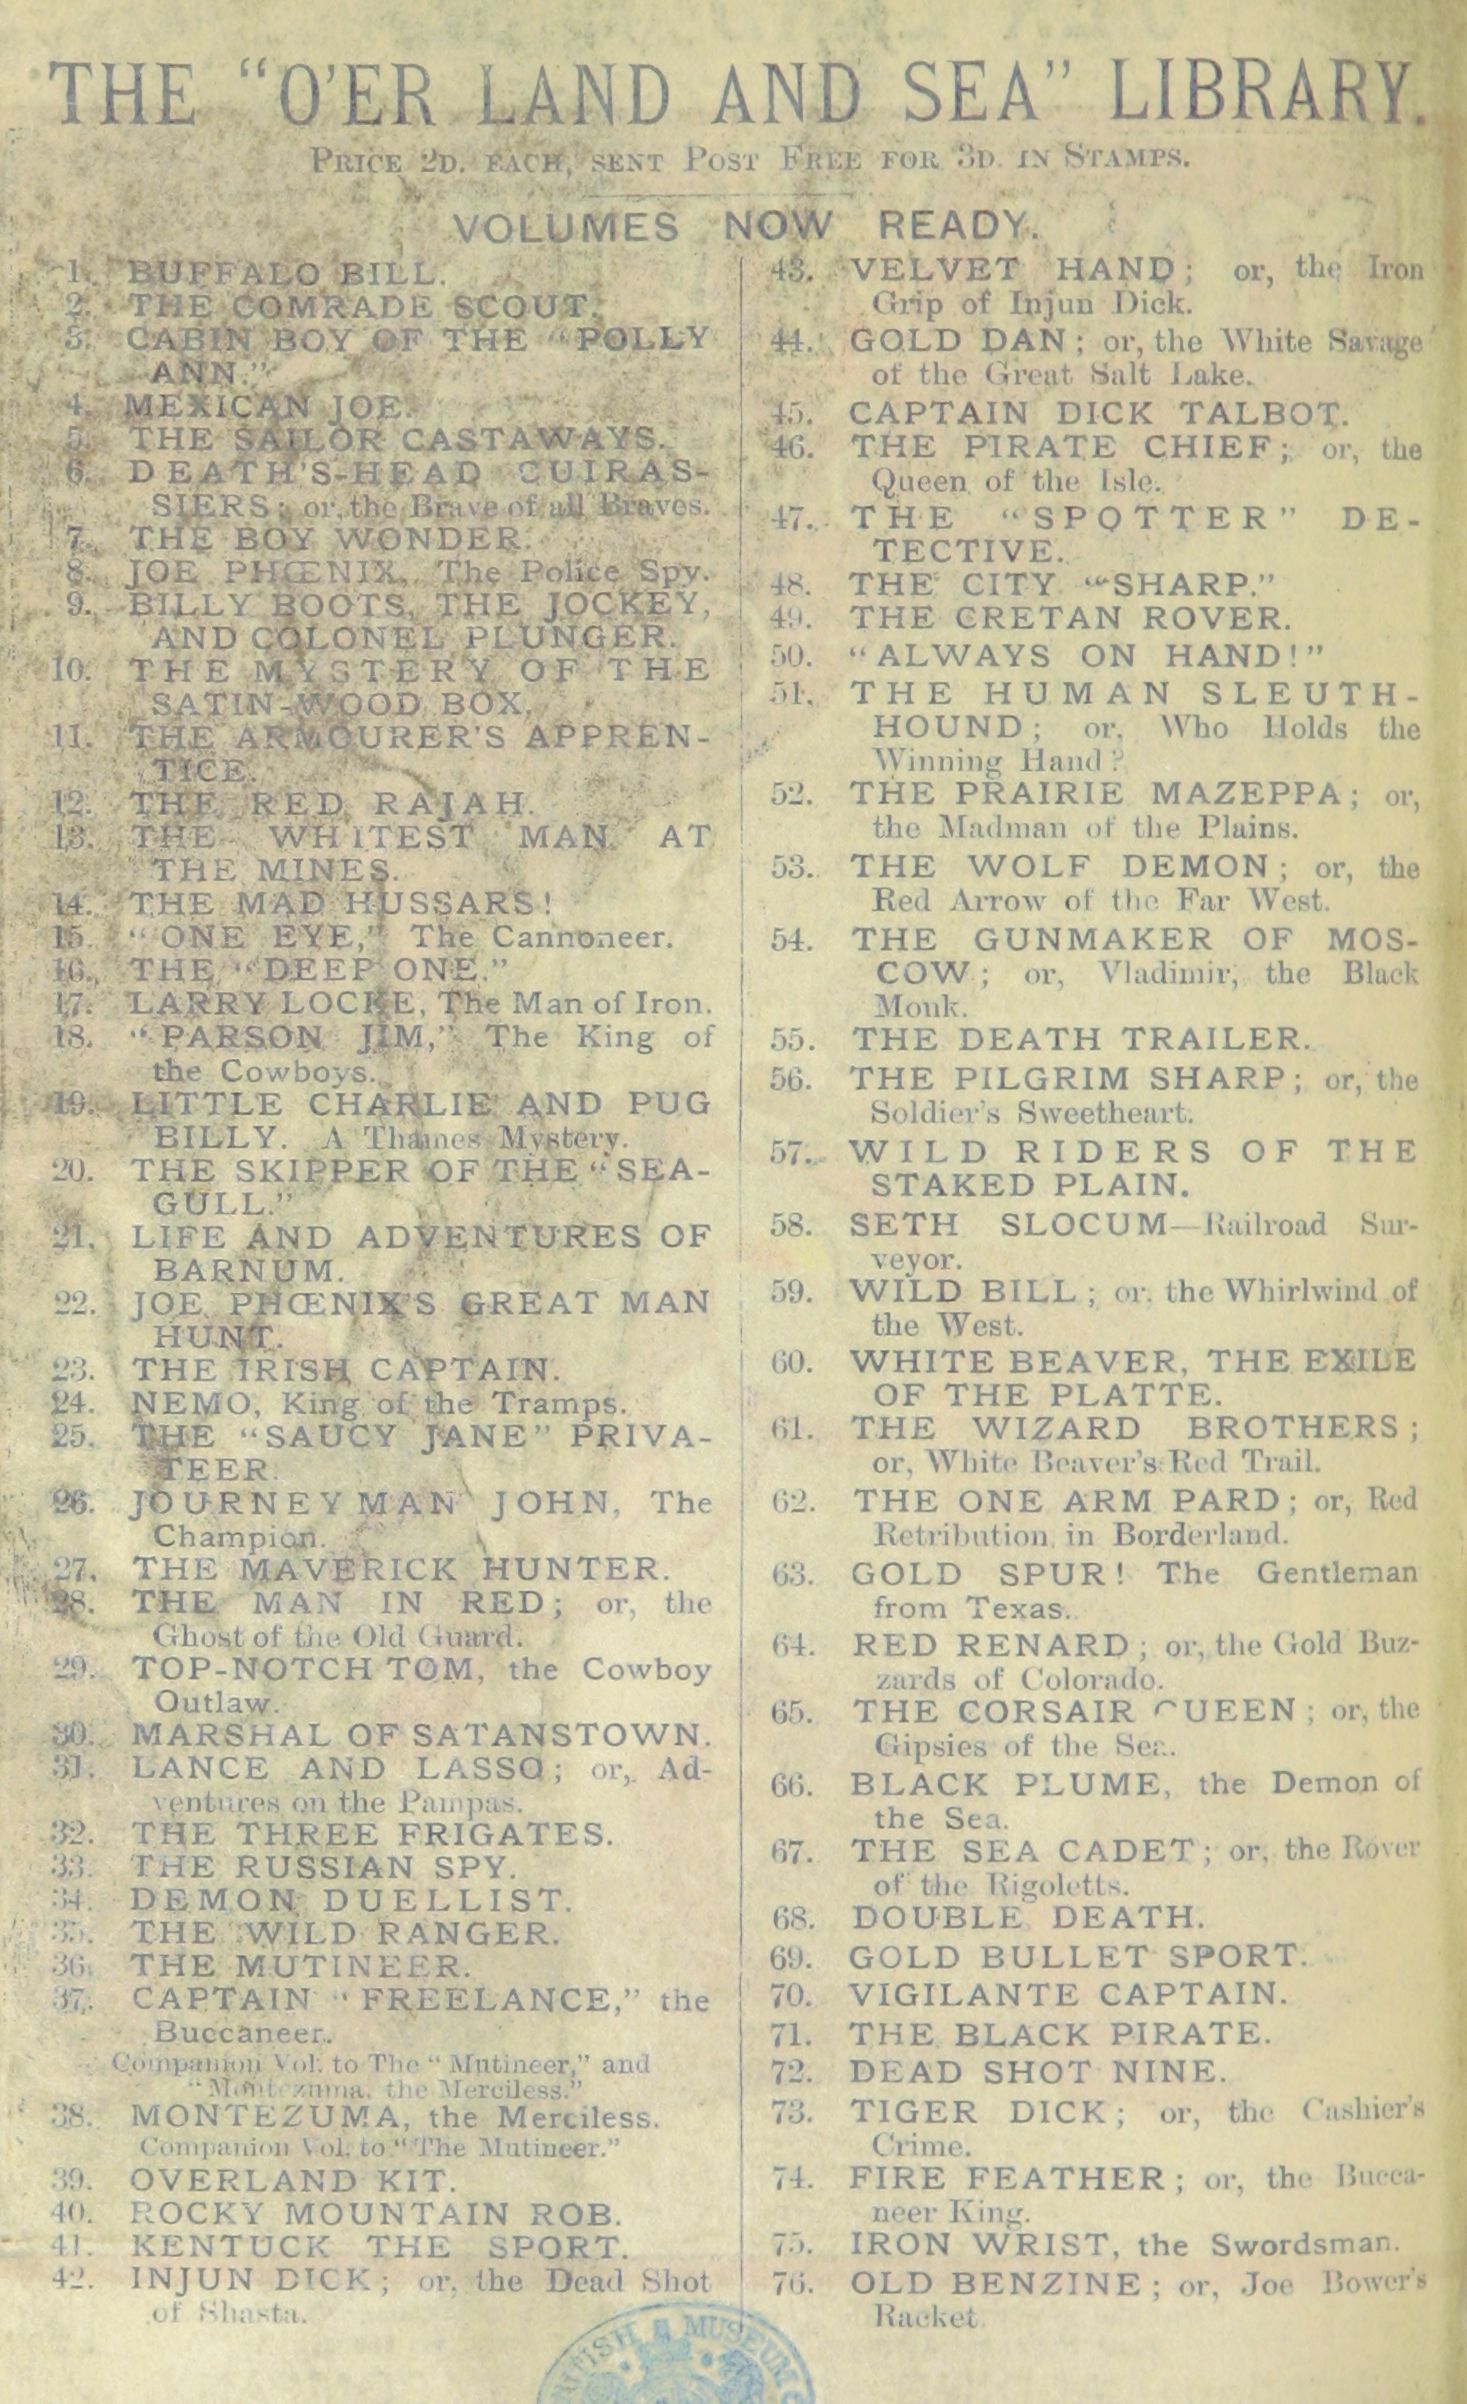 THE "O'ER LAND AND SEA" LIBRARY.
PRICE 2D. EACH, SENT POST FREE FOR 3D. IN STAMPS.
VOLUMES NOW READY.
1. BUFFALO BILL.
2. THE COMRADE SCOUT.
3. CABIN BOY OF THE "POLLY
ANN."
4. MEXICAN JOE.
5. THE SAILOR CASTAWAYS.
6. DEATH'S-HEAD CUIRAS-
SIERS; or, the Brave of all Braves.
7. THE BOY WONDER.
8. JOE PHŒNIX, The Police Spy.
9. BILLY BOOTS, THE JOCKEY,
AND COLONEL PLUNGER.
10. THE MYSTERY OF THE
SATIN-WOOD BOX.
11. THE ARMOURER'S APPREN-
TICE.
12. THE RED RAJAH.
13. THE WHITEST MAN AT
THE MINES.
14. THE MAD HUSSARS!
15. "ONE EYE," The Cannoneer.
16. THE "DEEP ONE."
17. LARRY LOCKE, The Man of Iron.
18. "PARSON JIM," The King of
the Cowboys.
19. LITTLE CHARLIE AND PUG
BILLY. A Thames Mystery.
20. THE SKIPPER OF THE "SEA-
GULL."
21. LIFE AND ADVENTURES OF
BARNUM.
22. JOE PHŒNIX'S GREAT MAN
HUNT.
23. THE IRISH CAPTAIN.
24. NEMO, King of the Tramps.
25. THE "SAUCY JANE" PRIVA-
TEER.
26. JOURNEYMAN JOHN, The
Champion.
27. THE MAVERICK HUNTER.
28. THE MAN IN RED; or, the
Ghost of the Old Guard.
29. TOP-NOTCH TOM, the Cowboy
Outlaw.
30. MARSHAL OF SATANSTOWN.
31. LANCE AND LASSO; or, Ad-
ventures on the Pampas.
32. THE THREE FRIGATES.
33. THE RUSSIAN SPY.
34. DEMON DUELLIST.
35. THE WILD RANGER.
36. THE MUTINEER.
37. CAPTAIN "FREELANCE," the
Buccaneer.
Companion Vol. to The "Mutineer," and
"Montezuma, the Merciless."
38. MONTEZUMA, the Merciless.
Companion Vol. to "The Mutineer."
39. OVERLAND KIT.
40. ROCKY MOUNTAIN ROB.
41. KENTUCK THE SPORT.
42. INJUN DICK; or, the Dead Shot
of Shasta.
43. VELVET HAND; or, the Iron
Grip of Injun Dick.
44. GOLD DAN; or, the White Savage
of the Great Salt Lake.
45. CAPTAIN DICK TALBOT.
46. THE PIRATE CHIEF; or, the
Queen of the Isle.
47. THE "SPOTTER" DE-
TECTIVE.
48. THE CITY "SHARP."
49. THE CRETAN ROVER.
50. "ALWAYS ON HAND!"
51. THE HUMAN SLEUTH-
HOUND; or, Who Holds the
Winning Hand?
52. THE PRAIRIE MAZEPPA; or,
the Madman of the Plains.
53. THE WOLF DEMON; or, the
Red Arrow of the Far West.
54. THE GUNMAKER OF MOS-
COW; or, Vladimir, the Black
Monk.
55. THE DEATH TRAILER.
56. THE PILGRIM SHARP; or, the
Soldier's Sweetheart.
57. WILD RIDERS OF THE
STAKED PLAIN.
58. SETH SLOCUM—Railroad Sur-
veyor.
59. WILD BILL; or, the Whirlwind of
the West.
60. WHITE BEAVER, THE EXILE
OF THE PLATTE.
61. THE WIZARD BROTHERS;
or, White Beaver's Red Trail.
62. THE ONE ARM PARD; or, Red
Retribution in Borderland.
63. GOLD SPUR! The Gentleman
from Texas.
64. RED RENARD; or, the Gold Buz-
zards of Colorado.
65. THE CORSAIR QUEEN; or, the
Gipsies of the Sea.
66. BLACK PLUME, the Demon of
the Sea.
67. THE SEA CADET; or, the Rover
of the Rigoletts.
68. DOUBLE DEATH.
69. GOLD BULLET SPORT.
70. VIGILANTE CAPTAIN.
71. THE BLACK PIRATE.
72. DEAD SHOT NINE.
73. TIGER DICK; or, the Cashier's
Crime.
74. FIRE FEATHER; or, the Bucca-
neer King.
75. IRON WRIST, the Swordsman.
76. OLD BENZINE; or, Joe Bower's
Racket.
MUSEUM